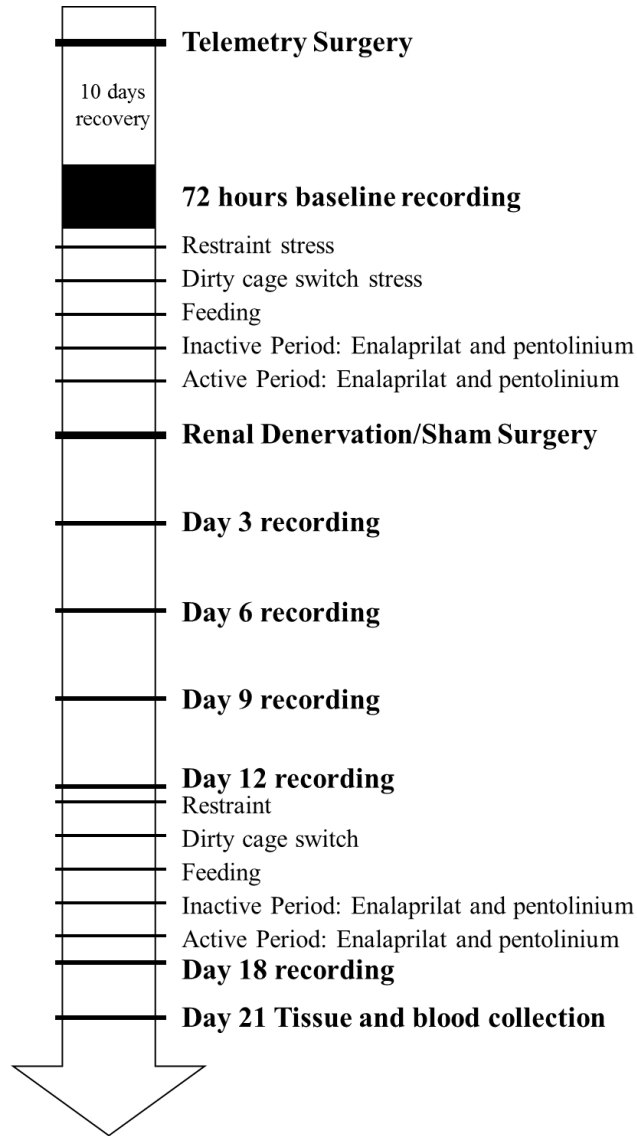 Telemetry Surgery
10 days
recovery
72 hours baseline recording
Restraint stress
Dirty cage switch stress
Feeding
Inactive Period: Enalaprilat and pentolinium
Active Period: Enalaprilat and pentolinium
Renal Denervation/Sham Surgery
Day 3 recording
Day 6 recording
Day 9 recording
Day 12 recording
Restraint
Dirty cage switch
Feeding
Inactive Period: Enalaprilat and pentolinium
Active Period: Enalaprilat and pentolinium
Day 18 recording
Day 21 Tissue and blood collection